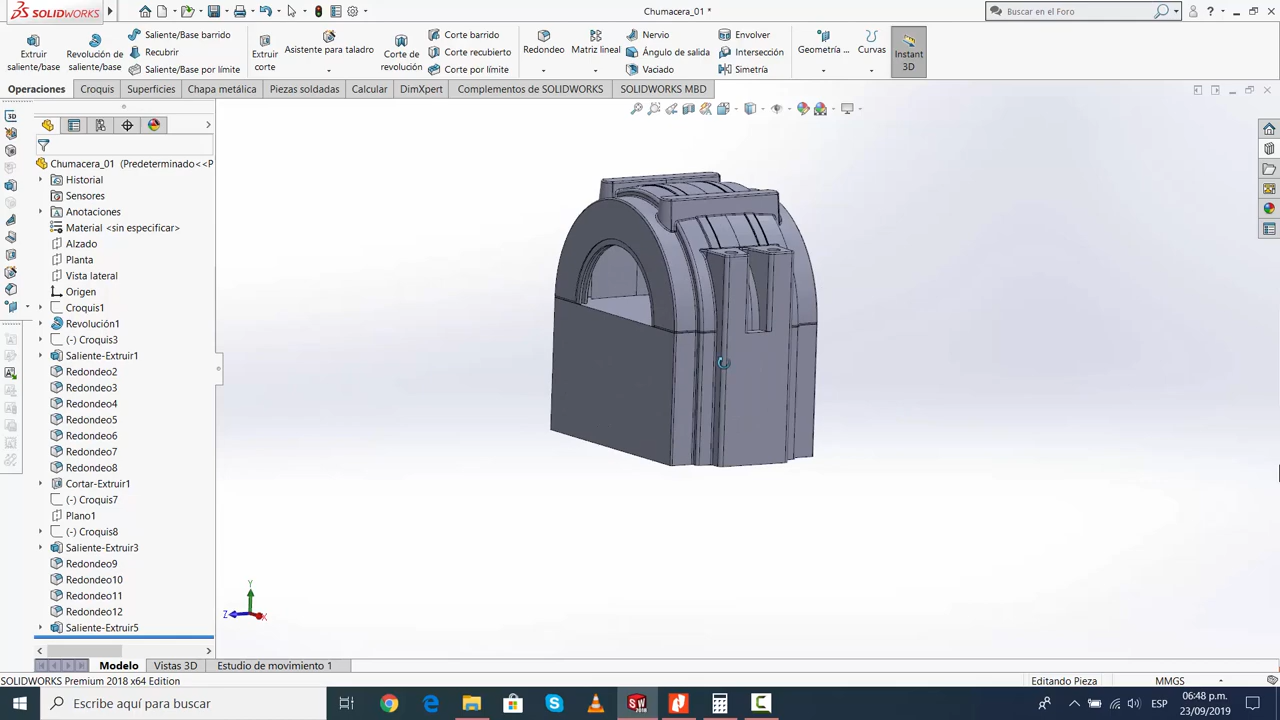 SOLIDWORKS
Chumacera_01 *
Buscar en el Foro
Extruir saliente/base
Revolución de saliente/base
Saliente/Base barrido
Recubrir
Saliente/Base por límite
Extruir corte
Asistente para taladro
Corte de revolución
Corte barrido
Corte recubierto
Corte por límite
Redondeo
Matriz lineal
Nervio
Ángulo de salida
Vaciado
Envolver
Intersección
Simetría
Geometría ...
Curvas
Instant 3D
Operaciones
Croquis
Superficies
Chapa metálica
Piezas soldadas
Calcular
DimXpert
Complementos de SOLIDWORKS
SOLIDWORKS MBD
Chumacera_01 (Predeterminado<<P
Historial
Sensores
Anotaciones
Material <sin especificar>
Alzado
Planta
Vista lateral
Origen
Croquis1
Revolución1
(-) Croquis3
Saliente-Extruir1
Redondeo2
Redondeo3
Redondeo4
Redondeo5
Redondeo6
Redondeo7
Redondeo8
Cortar-Extruir1
(-) Croquis7
Plano1
(-) Croquis8
Saliente-Extruir3
Redondeo9
Redondeo10
Redondeo11
Redondeo12
Saliente-Extruir5
Y
Z
X
Modelo
Vistas 3D
Estudio de movimiento 1
SOLIDWORKS Premium 2018 x64 Edition
Editando Pieza
MMGS
Escribe aquí para buscar
ESP
06:48 p.m.
23/09/2019